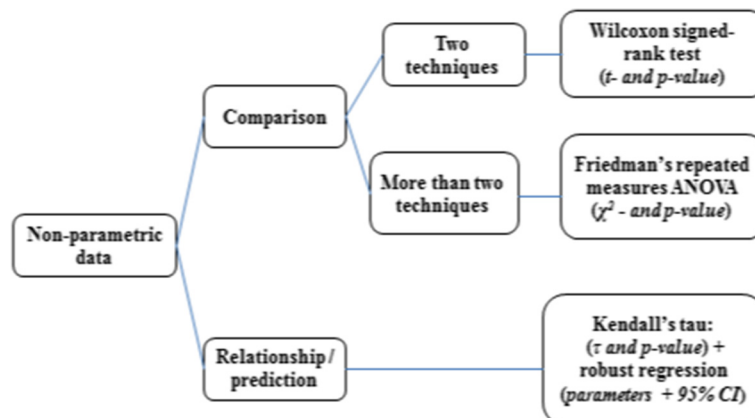 Two
techniques
Wilcoxon signed-
rank test
(t- and p-value)
Comparison
More than two
techniques
Friedman's repeated
measures ANOVA
(χ² - and p-value)
Non-parametric
data
Relationship/
prediction
Kendall's tau:
(τ and p-value) +
robust regression
(parameters + 95% CI)